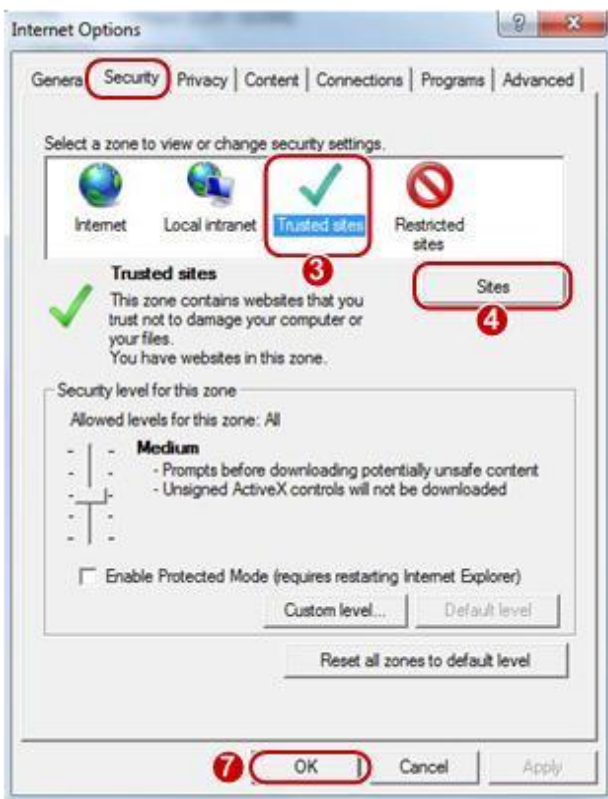 Internet Options
General Security Privacy Content Connections Programs Advanced
Select a zone to view or change security settings.
Internet Local intranet Trusted sites Restricted sites
3
Trusted sites
Sites
4
This zone contains websites that you
trust not to damage your computer or
your files.
You have websites in this zone.
Security level for this zone
Allowed levels for this zone: All
Medium
- Prompts before downloading potentially unsafe content
- Unsigned ActiveX controls will not be downloaded
Enable Protected Mode (requires restarting Internet Explorer)
Custom level... Default level
Reset all zones to default level
7 OK Cancel Apply